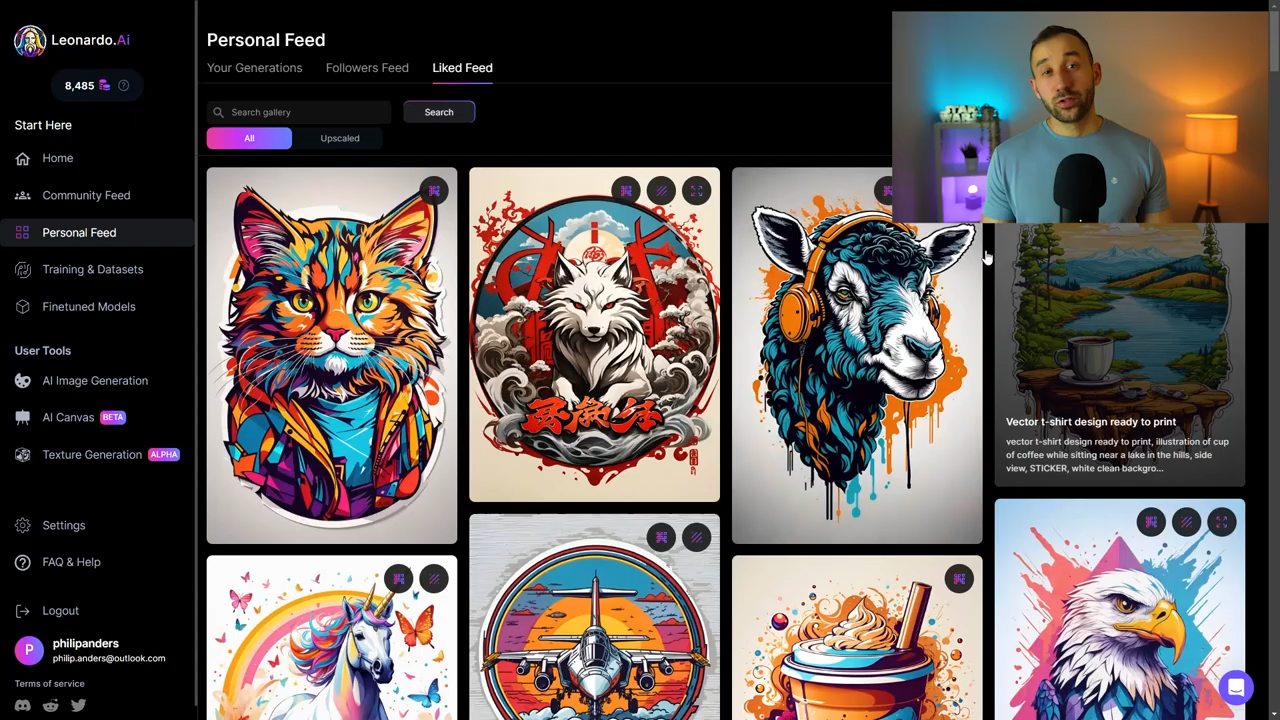 Leonardo.Ai
8,485
Start Here
Home
Community Feed
Personal Feed
Training & Datasets
Finetuned Models
User Tools
AI Image Generation
AI Canvas BETA
Texture Generation ALPHA
Settings
FAQ & Help
Logout
P
philipanders
philip.anders@outlook.com
Terms of service
Personal Feed
Your Generations
Followers Feed
Liked Feed
Search gallery
Search
All
Upscaled
STAR
WARS
Vector t-shirt design ready to print
vector t-shirt design ready to print, illustration of cup
of coffee while sitting near a lake in the hills, side
view, STICKER, white clean backgro...